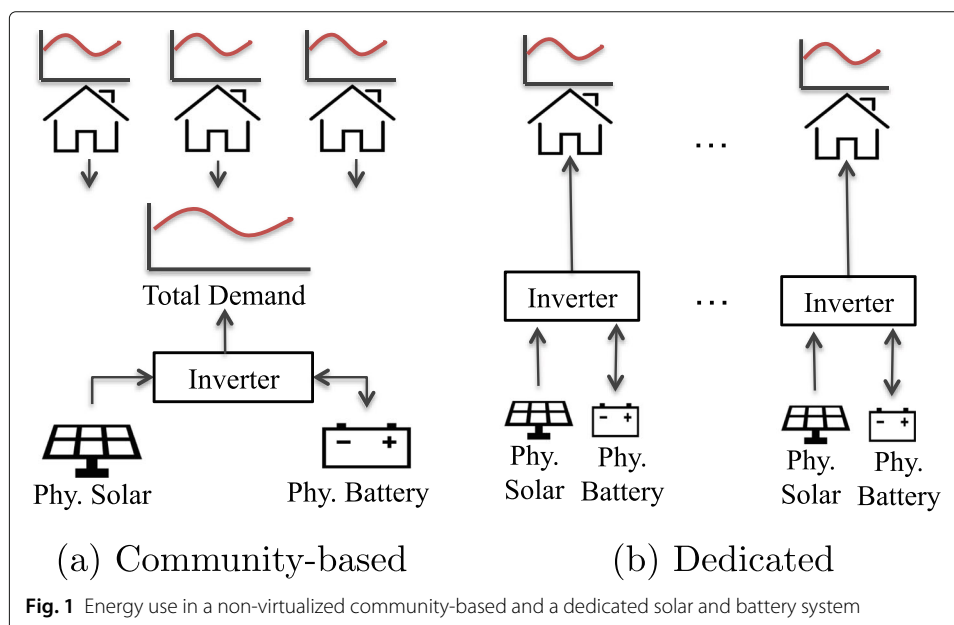 Total Demand
Inverter
Phy. Solar
Phy. Battery
(a) Community-based
...
Inverter
...
Inverter
Phy.
Solar
Phy.
Battery
Phy.
Solar
Phy.
Battery
(b) Dedicated
Fig. 1 Energy use in a non-virtualized community-based and a dedicated solar and battery system